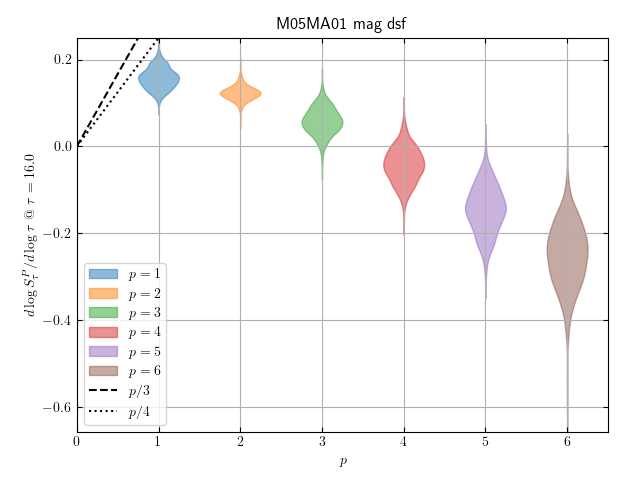 M05MA01 mag dsf
d log S_τ^P / d log τ @ τ = 16.0
0.2
0.0
−0.2
−0.4
−0.6
p = 1
p = 2
p = 3
p = 4
p = 5
p = 6
p/3
p/4
0 1 2 3 4 5 6
p